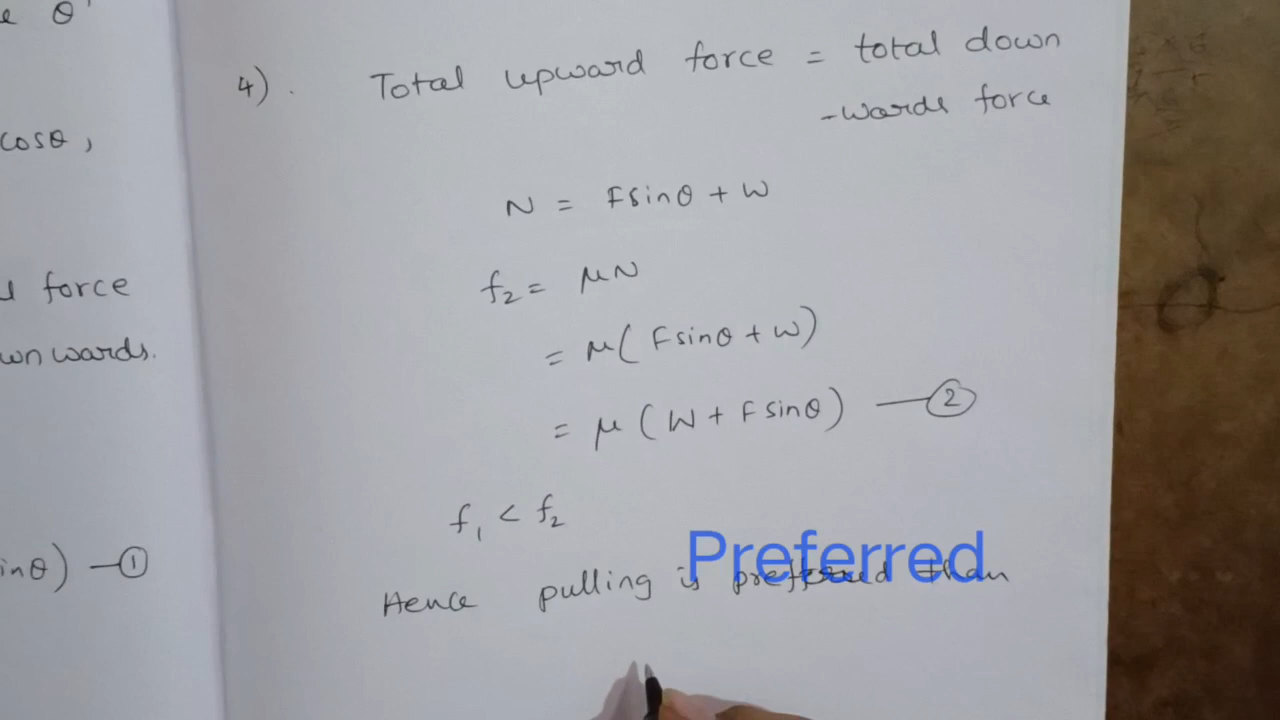 e θ'
cosθ,
force
wnwards.
inθ) — ①
4). Total upward force = total down
-wards force
N = Fsinθ + W
f₂ = μN
= μ(Fsinθ + W)
= μ(W + Fsinθ) — ②
f₁ < f₂
Preferred
Hence pulling is preferred than